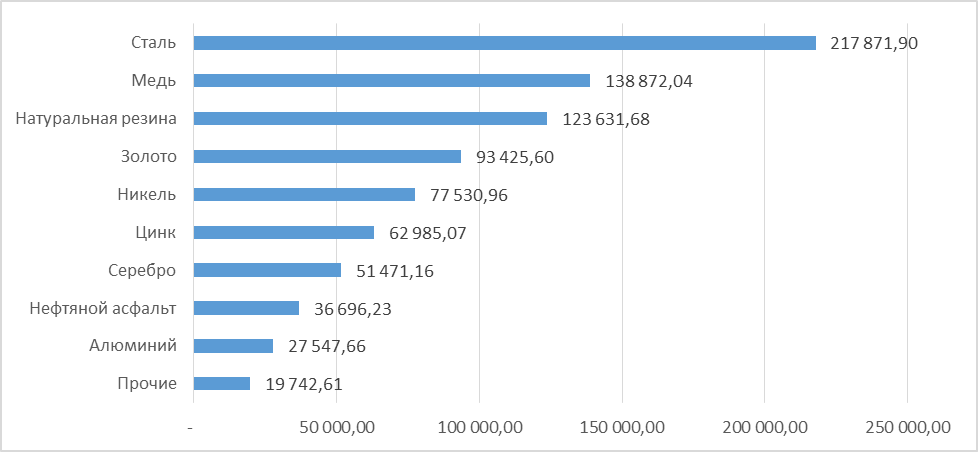 Сталь 217 871,90
Медь 138 872,04
Натуральная резина 123 631,68
Золото 93 425,60
Никель 77 530,96
Цинк 62 985,07
Серебро 51 471,16
Нефтяной асфальт 36 696,23
Алюминий 27 547,66
Прочие 19 742,61
- 50 000,00 100 000,00 150 000,00 200 000,00 250 000,00